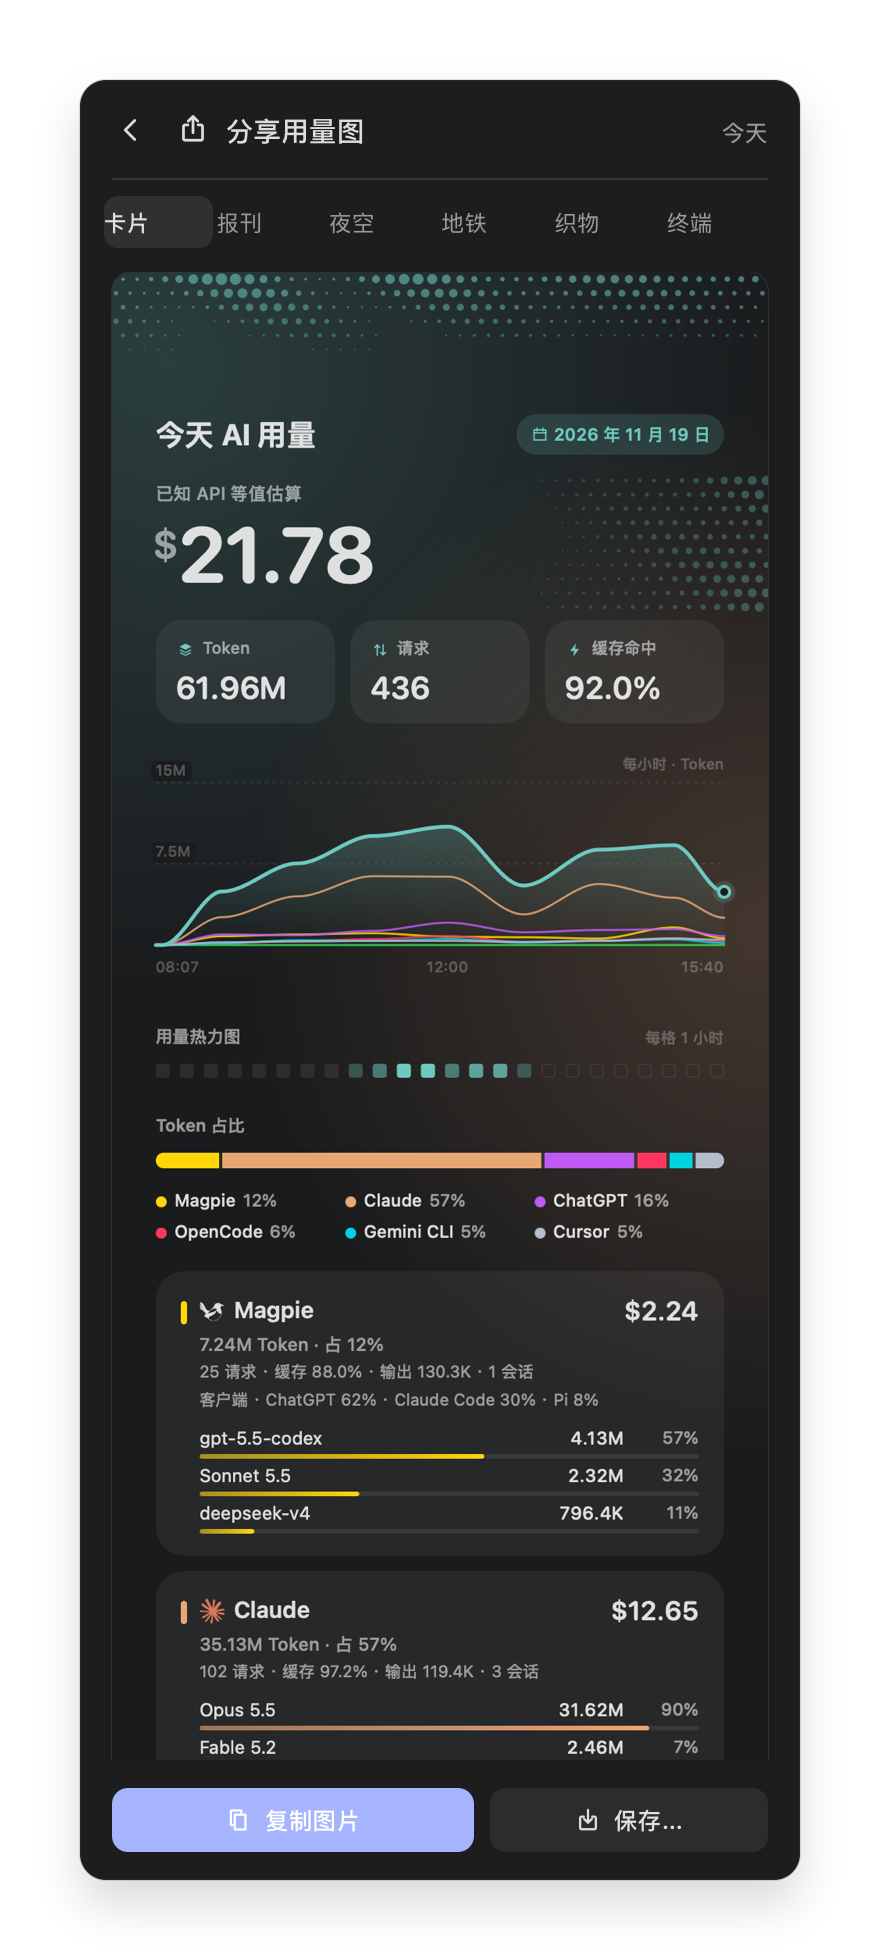 分享用量图
今天
卡片 报刊 夜空 地铁 织物 终端
今天 AI 用量
2026 年 11 月 19 日
已知 API 等值估算
$21.78
Token 请求 缓存命中
61.96M 436 92.0%
每小时 · Token
15M
7.5M
08:07 12:00 15:40
用量热力图 每格 1 小时
Token 占比
Magpie 12% Claude 57% ChatGPT 16%
OpenCode 6% Gemini CLI 5% Cursor 5%
Magpie $2.24
7.24M Token · 占 12%
25 请求 · 缓存 88.0% · 输出 130.3K · 1 会话
客户端 · ChatGPT 62% · Claude Code 30% · Pi 8%
gpt-5.5-codex 4.13M 57%
Sonnet 5.5 2.32M 32%
deepseek-v4 796.4K 11%
Claude $12.65
35.13M Token · 占 57%
102 请求 · 缓存 97.2% · 输出 119.4K · 3 会话
Opus 5.5 31.62M 90%
Fable 5.2 2.46M 7%
复制图片 保存...